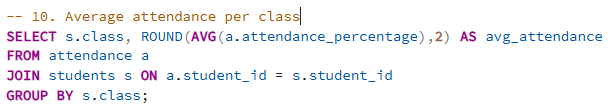 -- 10. Average attendance per class
SELECT s.class, ROUND(AVG(a.attendance_percentage),2) AS avg_attendance
FROM attendance a
JOIN students s ON a.student_id = s.student_id
GROUP BY s.class;